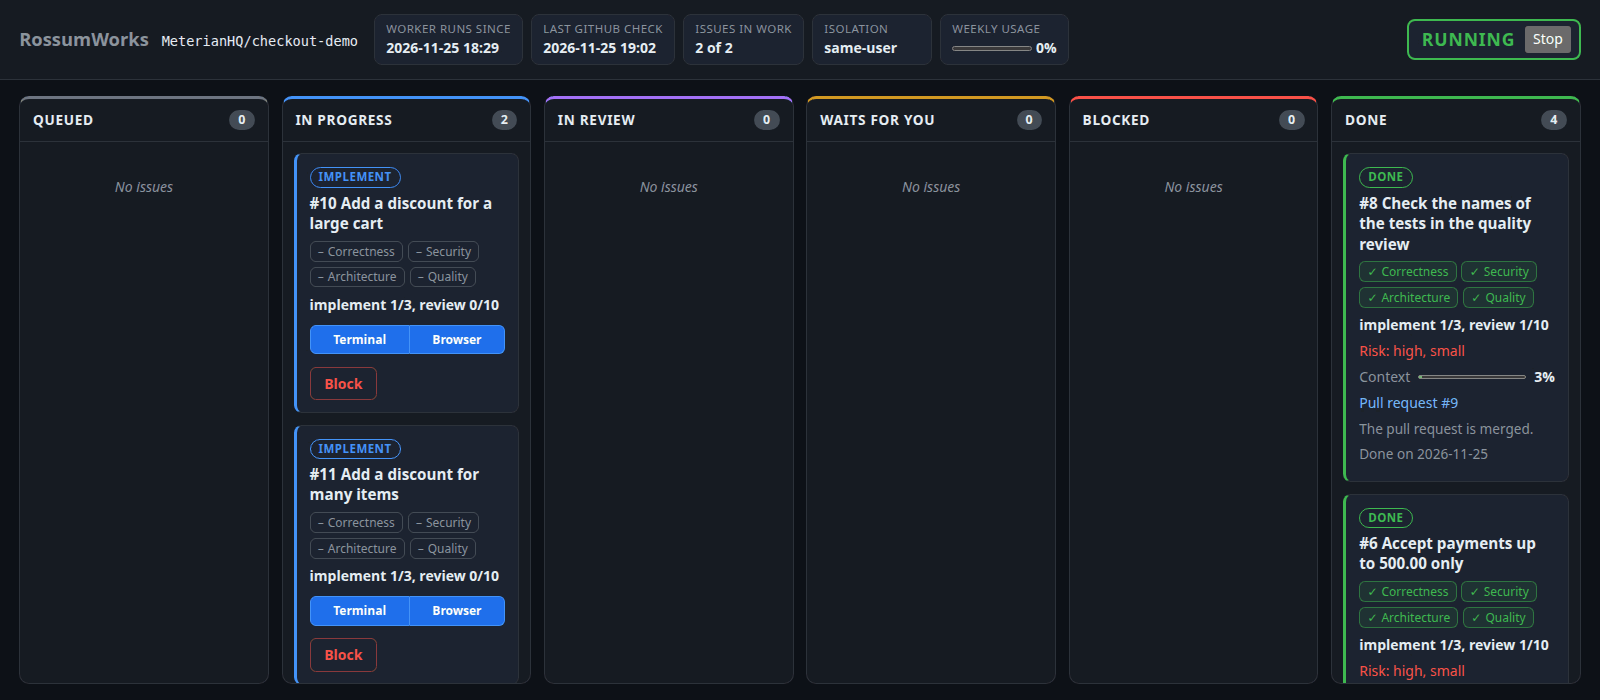 RossumWorks MeterianHQ/checkout-demo
WORKER RUNS SINCE
2026-11-25 18:29
LAST GITHUB CHECK
2026-11-25 19:02
ISSUES IN WORK
2 of 2
ISOLATION
same-user
WEEKLY USAGE
0%
RUNNING Stop
QUEUED 0
No Issues
IN PROGRESS 2
IMPLEMENT
#10 Add a discount for a
large cart
– Correctness – Security
– Architecture – Quality
implement 1/3, review 0/10
Terminal Browser
Block
IMPLEMENT
#11 Add a discount for
many items
– Correctness – Security
– Architecture – Quality
implement 1/3, review 0/10
Terminal Browser
Block
IN REVIEW 0
No Issues
WAITS FOR YOU 0
No Issues
BLOCKED 0
No Issues
DONE 4
DONE
#8 Check the names of
the tests in the quality
review
✓ Correctness ✓ Security
✓ Architecture ✓ Quality
implement 1/3, review 1/10
Risk: high, small
Context 3%
Pull request #9
The pull request is merged.
Done on 2026-11-25
DONE
#6 Accept payments up
to 500.00 only
✓ Correctness ✓ Security
✓ Architecture ✓ Quality
implement 1/3, review 1/10
Risk: high, small